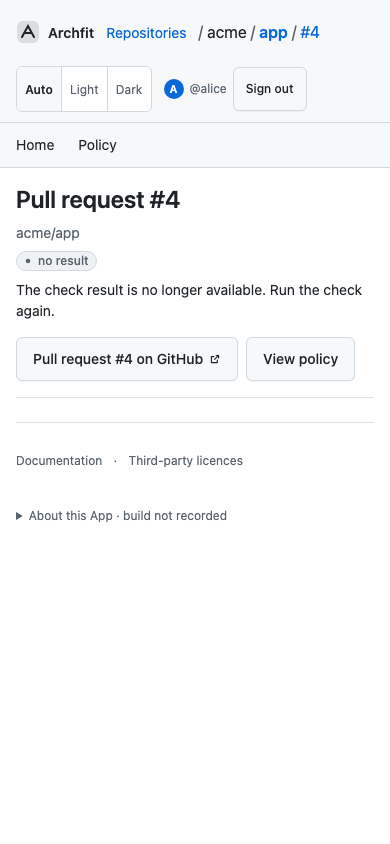 Archfit Repositories / acme / app / #4
Auto Light Dark A @alice Sign out
Home Policy
Pull request #4
acme/app
• no result
The check result is no longer available. Run the check
again.
Pull request #4 on GitHub View policy
Documentation · Third-party licences
▶ About this App · build not recorded